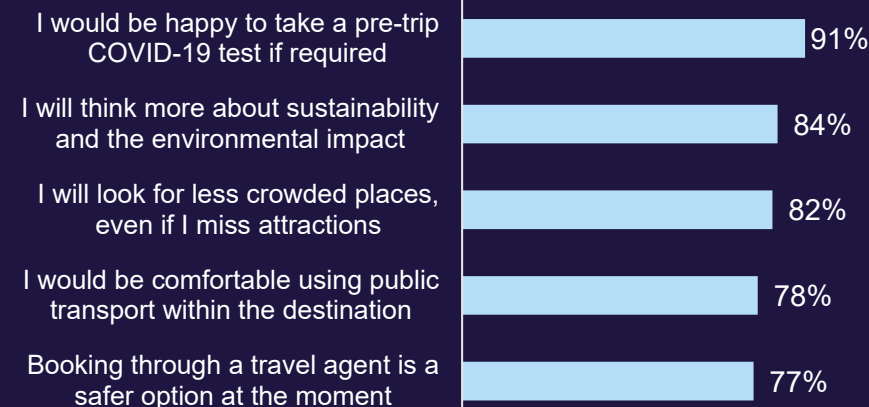 I would be happy to take a pre-trip
COVID-19 test if required
91%
I will think more about sustainability
and the environmental impact
84%
I will look for less crowded places,
even if I miss attractions
82%
I would be comfortable using public
transport within the destination
78%
Booking through a travel agent is a
safer option at the moment
77%